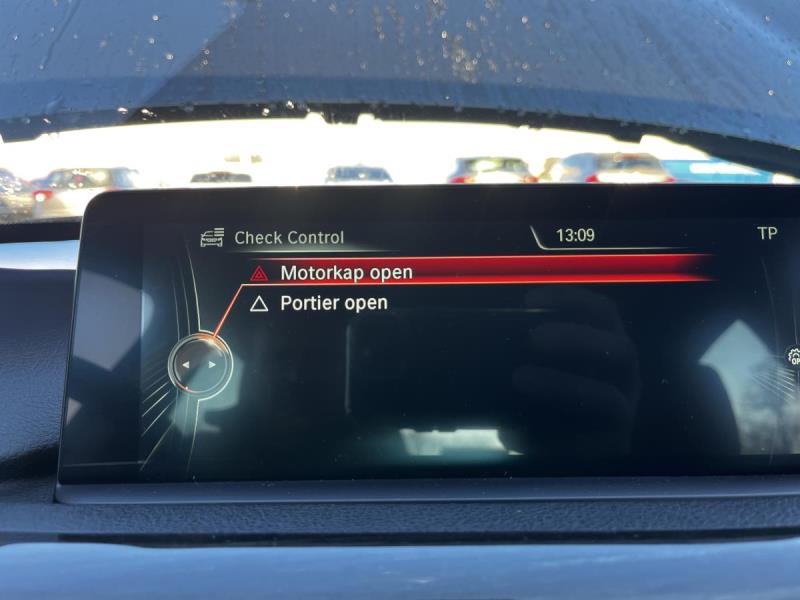 Check Control 13:09 TP
Motorkap open
Portier open